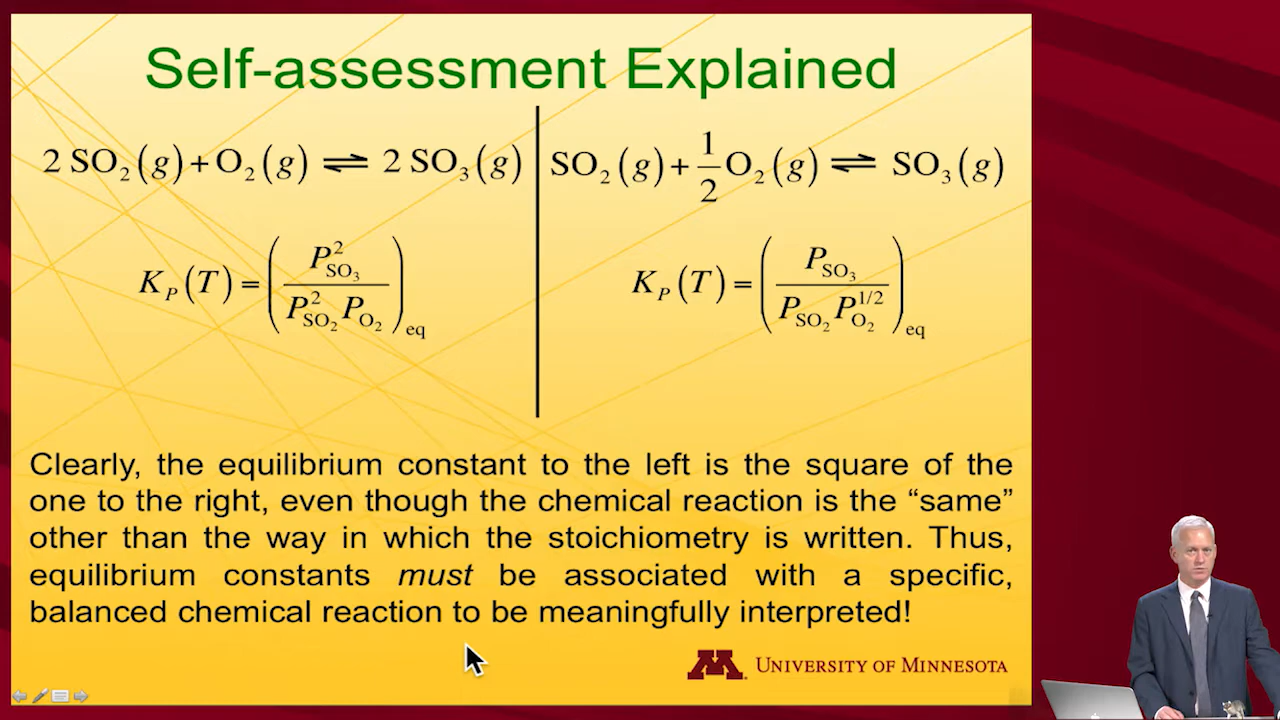 Self-assessment Explained
2 SO₂(g) + O₂(g) ⇌ 2 SO₃(g)
SO₂(g) + 1/2 O₂(g) ⇌ SO₃(g)
K_P(T) = (P²_SO₃ / P²_SO₂ P_O₂)_eq
K_P(T) = (P_SO₃ / P_SO₂ P^1/2_O₂)_eq
Clearly, the equilibrium constant to the left is the square of the
one to the right, even though the chemical reaction is the “same”
other than the way in which the stoichiometry is written. Thus,
equilibrium constants must be associated with a specific,
balanced chemical reaction to be meaningfully interpreted!
M UNIVERSITY OF MINNESOTA